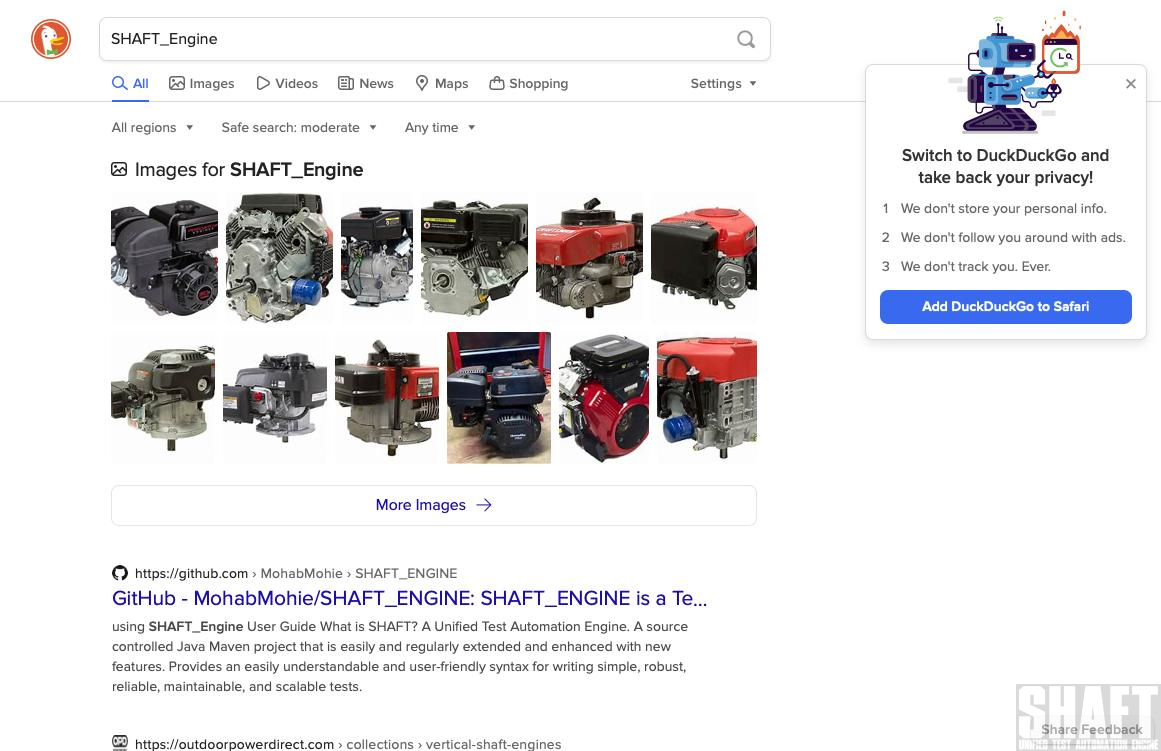 SHAFT_Engine
All
Images
Videos
News
Maps
Shopping
Settings
All regions
Safe search: moderate
Any time
Images for SHAFT_Engine
More Images
https://github.com › MohabMohie › SHAFT_ENGINE
GitHub - MohabMohie/SHAFT_ENGINE: SHAFT_ENGINE is a Te...
using SHAFT_Engine User Guide What is SHAFT? A Unified Test Automation Engine. A source
controlled Java Maven project that is easily and regularly extended and enhanced with new
features. Provides an easily understandable and user-friendly syntax for writing simple, robust,
reliable, maintainable, and scalable tests.
https://outdoorpowerdirect.com › collections › vertical-shaft-engines
Switch to DuckDuckGo and
take back your privacy!
1 We don't store your personal info.
2 We don't follow you around with ads.
3 We don't track you. Ever.
Add DuckDuckGo to Safari
SHAFT
Share Feedback